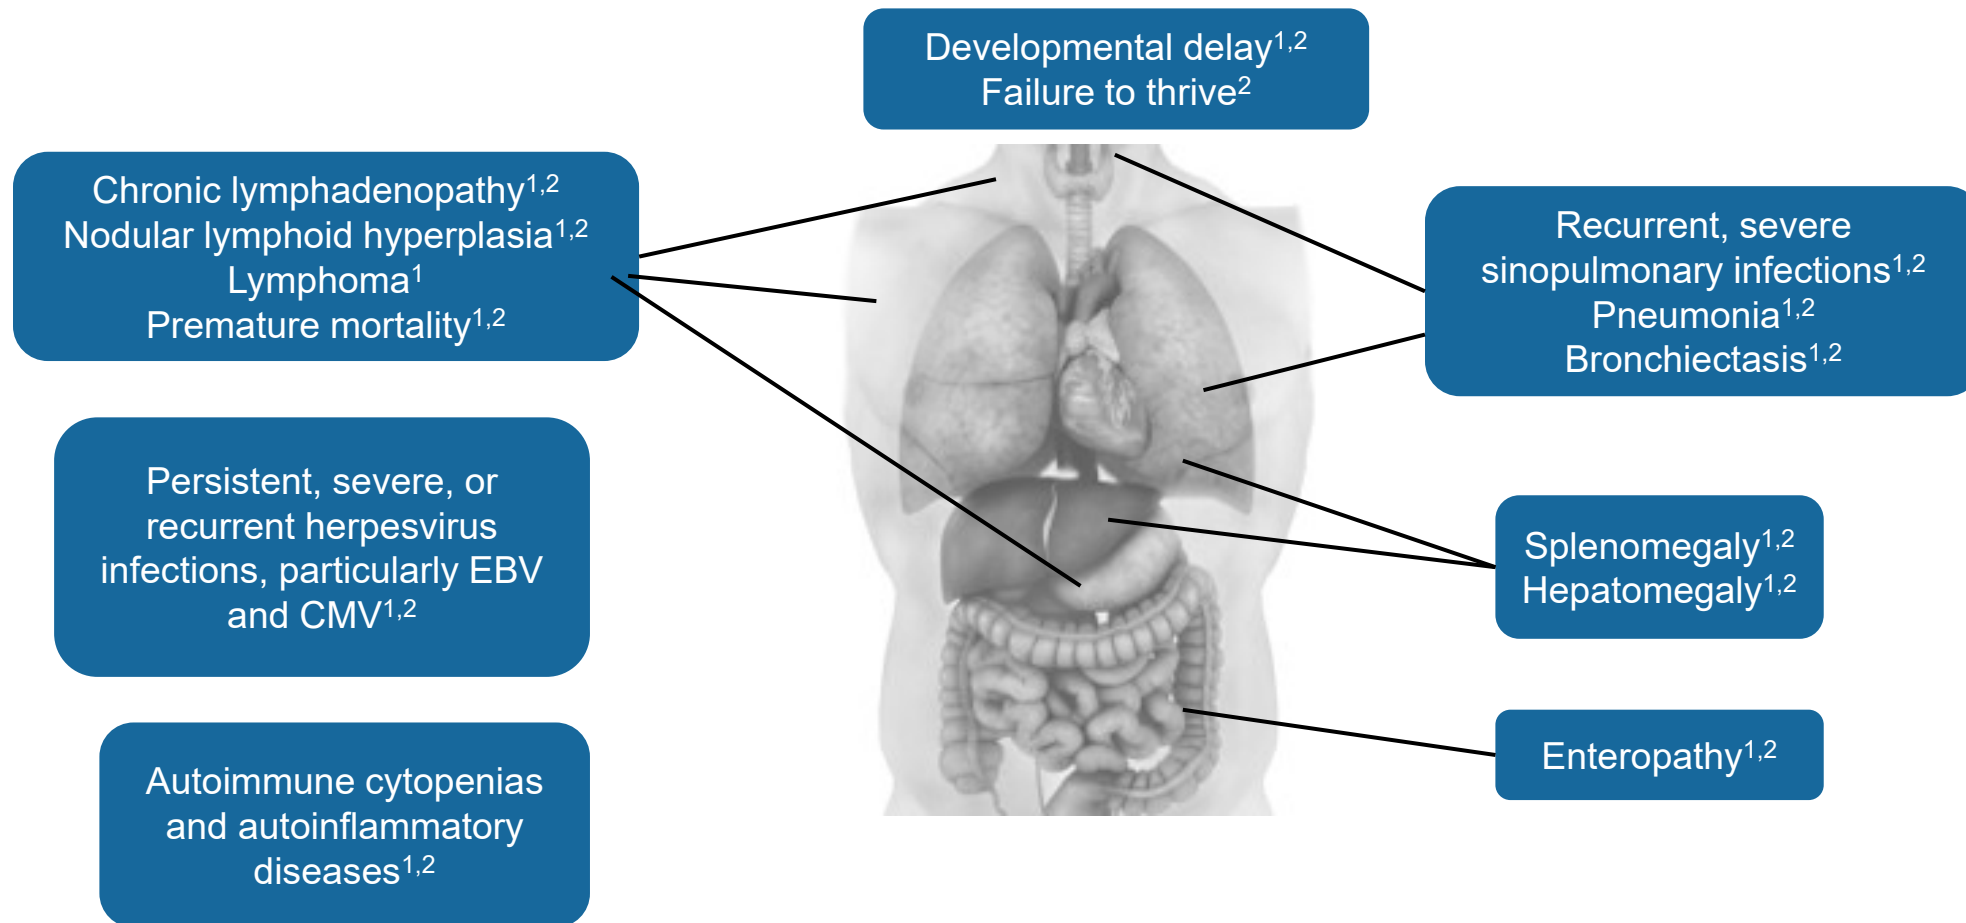 Developmental delay1,2
Failure to thrive2
Chronic lymphadenopathy1,2
Nodular lymphoid hyperplasia1,2
Lymphoma1
Premature mortality1,2
Recurrent, severe
sinopulmonary infections1,2
Pneumonia1,2
Bronchiectasis1,2
Persistent, severe, or
recurrent herpesvirus
infections, particularly EBV
and CMV1,2
Splenomegaly1,2
Hepatomegaly1,2
Enteropathy1,2
Autoimmune cytopenias
and autoinflammatory
diseases1,2